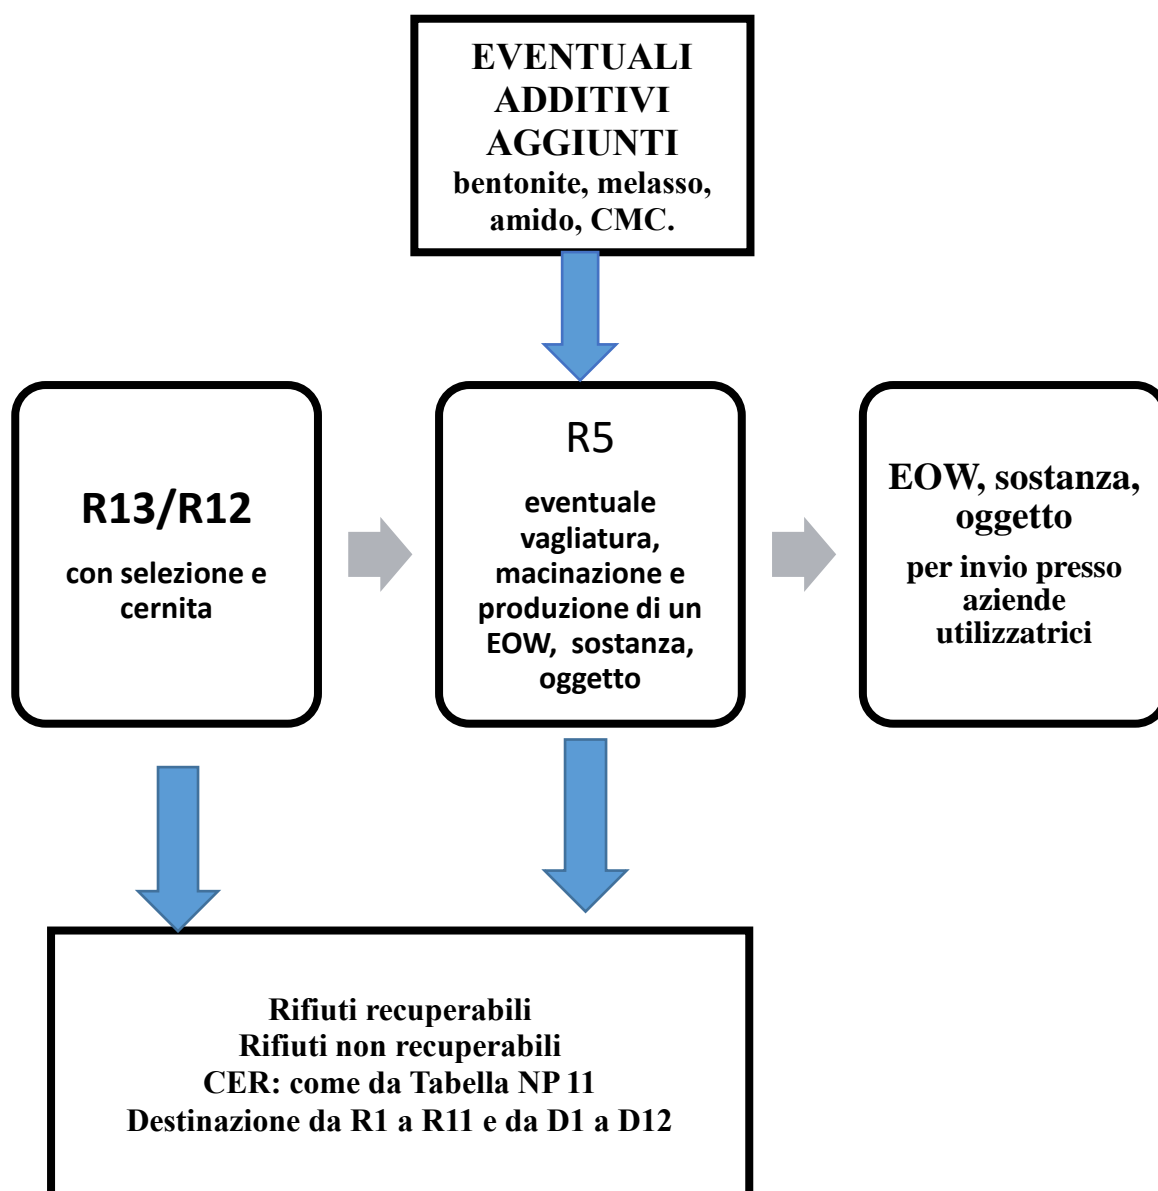 EVENTUALI
ADDITIVI
AGGIUNTI
bentonite, melasso,
amido, CMC.
R13/R12
con selezione e
cernita
R5
eventuale
vagliatura,
macinazione e
produzione di un
EOW, sostanza,
oggetto
EOW, sostanza,
oggetto
per invio presso
aziende
utilizzatrici
Rifiuti recuperabili
Rifiuti non recuperabili
CER: come da Tabella NP 11
Destinazione da R1 a R11 e da D1 a D12